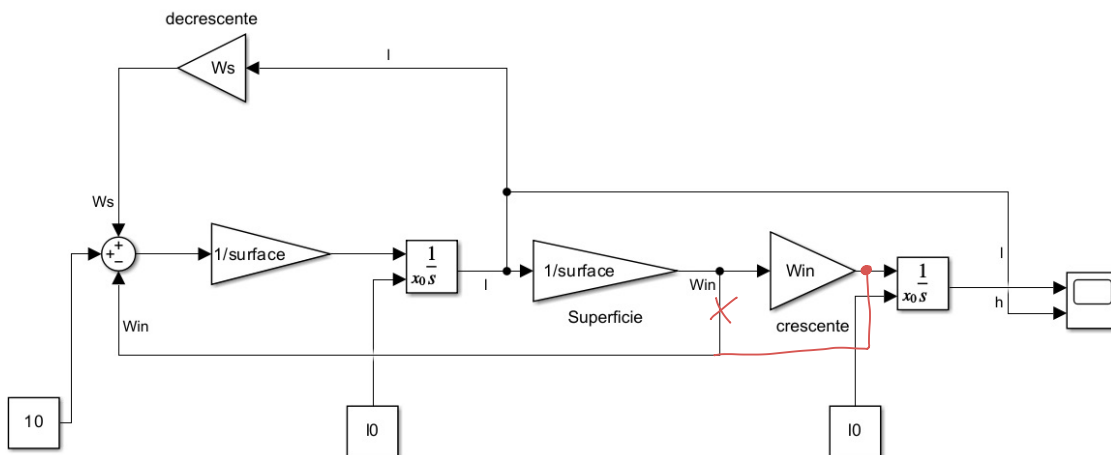 decrescente
Ws
l
Ws
+
+
−
1/surface
1
s
x₀
l
1/surface
Superficie
Win
Win
crescente
1
s
x₀
l
h
Win
10
l0
l0